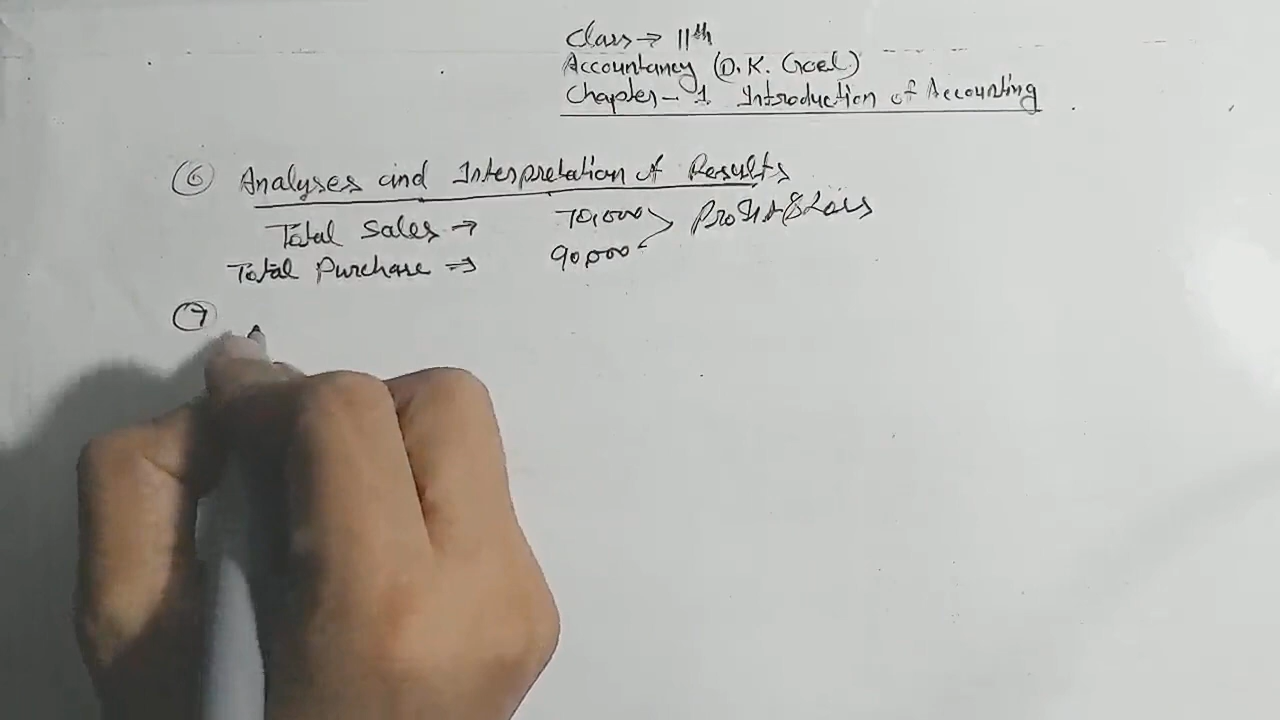 Class → 11th
Accountancy (D.K. Goel)
Chapter - 1 Introduction of Accounting
(6) Analyses and Interpretation of Results
Total Sales → 70,000 Profit & Loss
Total Purchase ⇒ 90,000
(7)